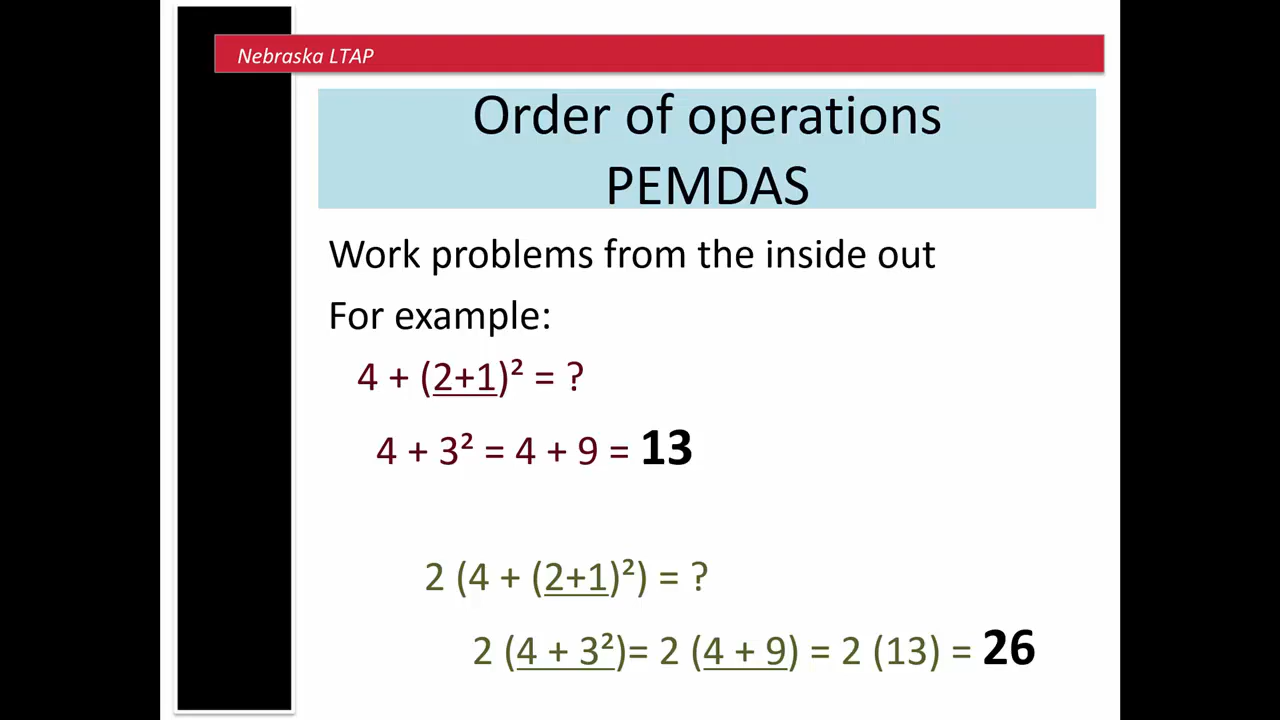 Nebraska LTAP
Order of operations
PEMDAS
Work problems from the inside out
For example:
4 + (2+1)² = ?
4 + 3² = 4 + 9 = 13
2 (4 + (2+1)²) = ?
2 (4 + 3²)= 2 (4 + 9) = 2 (13) = 26